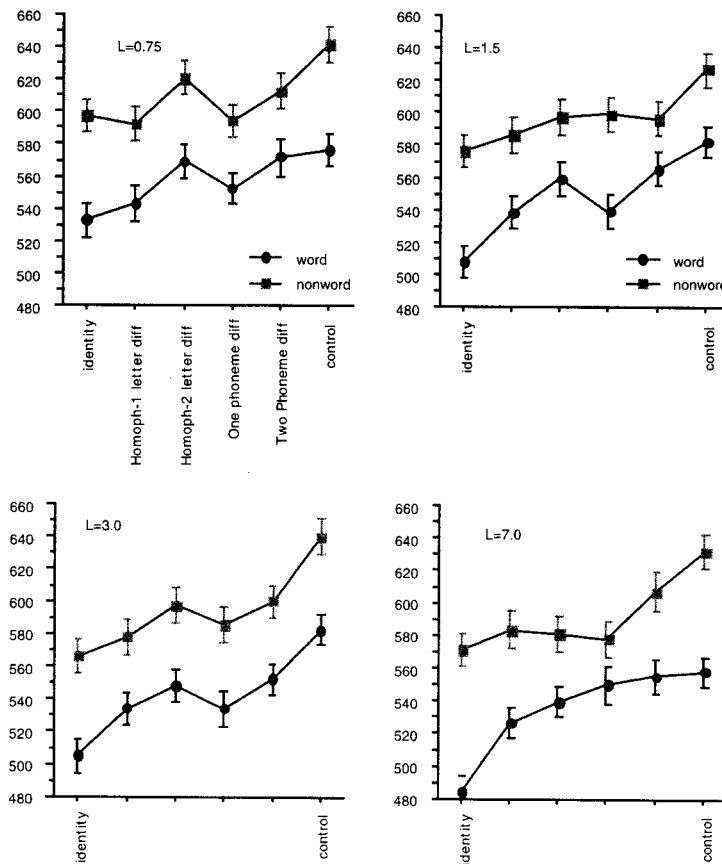 660
640
620
600
580
560
540
520
500
480
L=0.75
word
nonword
identity
Homoph-1 letter diff
Homoph-2 letter diff
One phoneme diff
Two Phoneme diff
control
660
640
620
600
580
560
540
520
500
480
L=1.5
word
nonword
identity
control
660
640
620
600
580
560
540
520
500
480
L=3.0
identity
control
660
640
620
600
580
560
540
520
500
480
L=7.0
identity
control